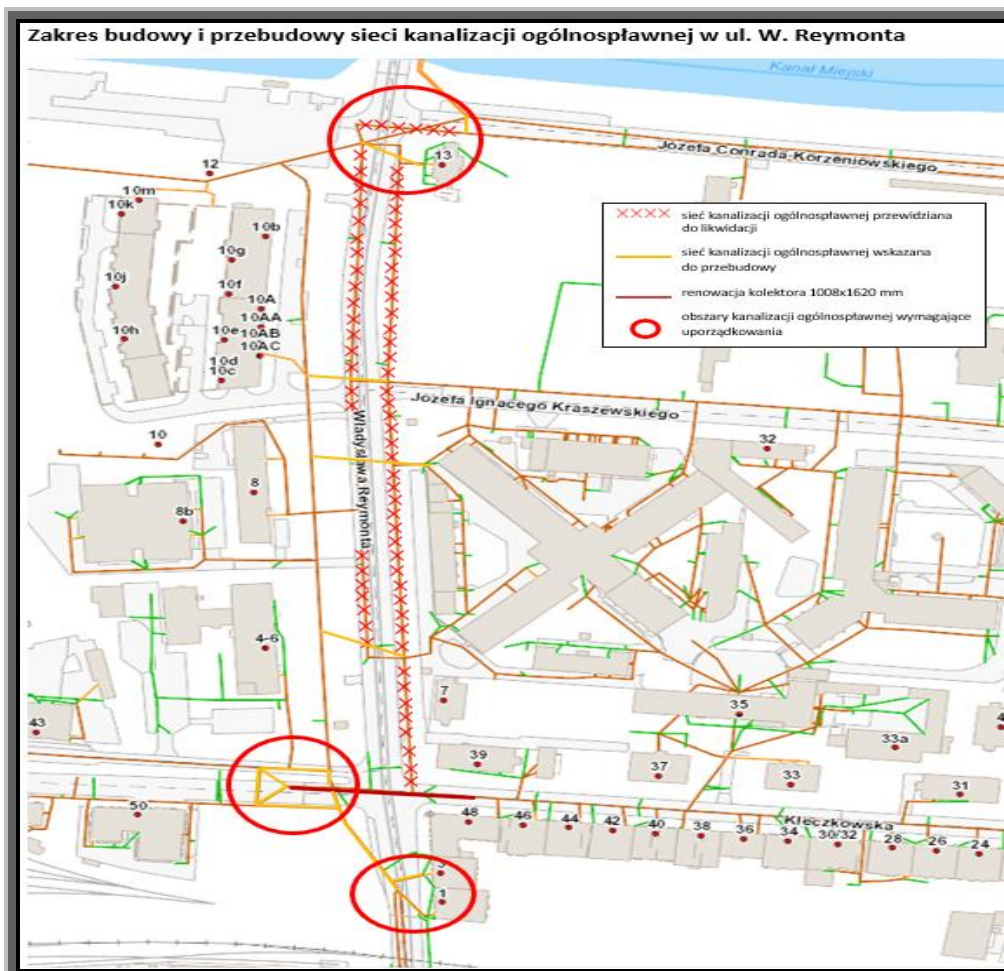 Zakres budowy i przebudowy sieci kanalizacji ogólnospławnej w ul. W. Reymonta
Kanał Miejski
Józefa Conrada-Korzeniowskiego
13
12
10m
10k
10b
10g
10j
10f
10A
10AA
10h
10e
10AB
10AC
10d
10c
sieć kanalizacji ogólnospławnej przewidziana
do likwidacji
sieć kanalizacji ogólnospławnej wskazana
do przebudowy
renowacja kolektora 1008x1620 mm
obszary kanalizacji ogólnospławnej wymagające
uporządkowania
Józefa Ignacego Kraszewskiego
Władysława Reymonta
10
32
8
8b
4-6
7
35
43
33a
4
39
37
33
31
50
Kleczkowska
48
46
44
42
40
38
36
34
30/32
28
26
24
3
1